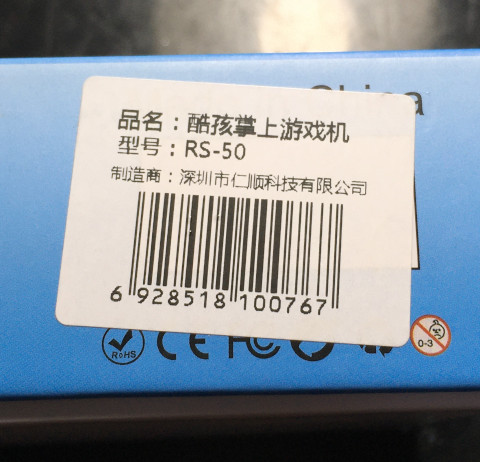 China
品名：酷孩掌上游戏机
型号：RS-50
制造商：深圳市仁顺科技有限公司
6 928518 100767
RoHS CE FC 0-3